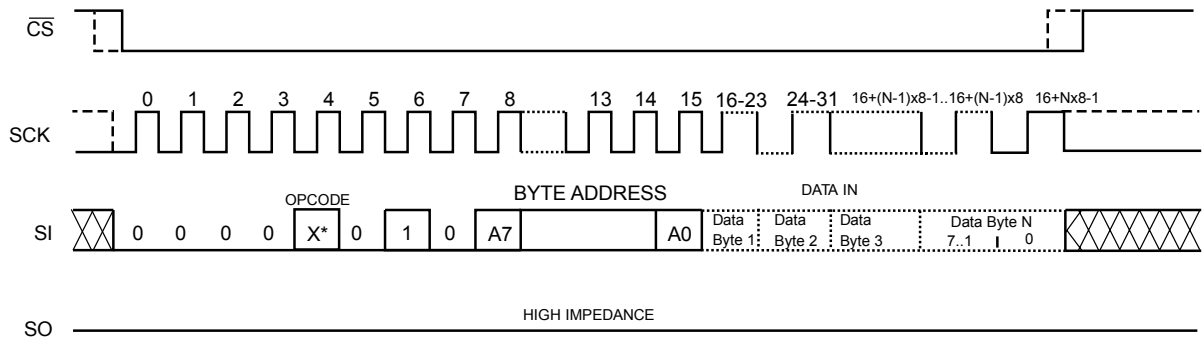 CS
0 1 2 3 4 5 6 7 8 13 14 15 16-23 24-31 16+(N-1)x8-1..16+(N-1)x8 16+Nx8-1
SCK
OPCODE BYTE ADDRESS DATA IN
SI 0 0 0 0 X* 0 1 0 A7 A0 Data Byte 1 Data Byte 2 Data Byte 3 Data Byte N
7..1 0
HIGH IMPEDANCE
SO